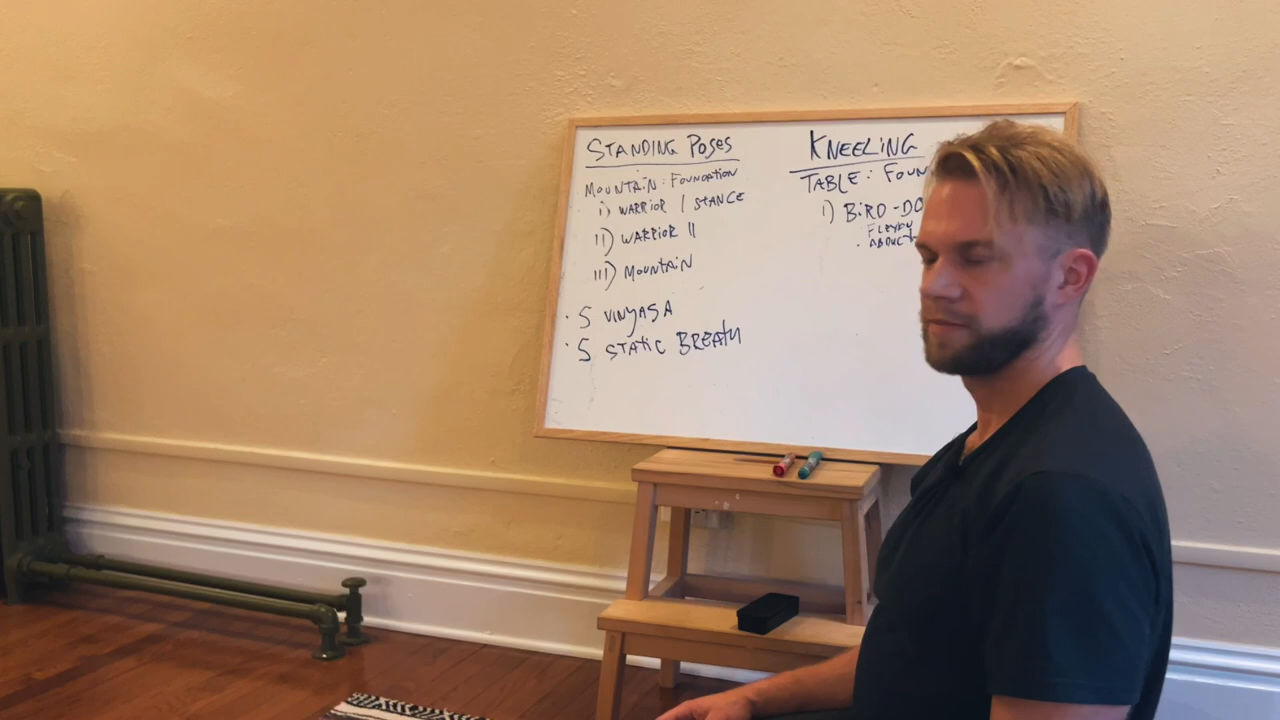 STANDING POSES
MOUNTAIN: FOUNDATION
I) WARRIOR I STANCE
II) WARRIOR II
III) MOUNTAIN
· 5 VINYASA
· 5 STATIC BREATH
KNEELING
TABLE: FOUN
I) BIRD-DO